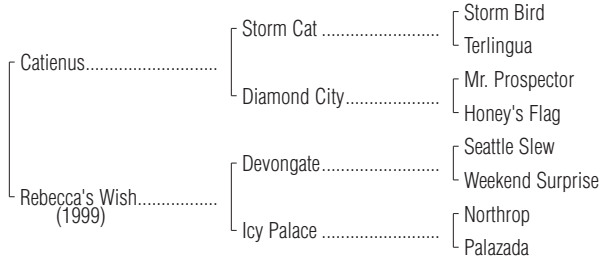 Storm Bird
Storm Cat ........................
Terlingua
Catienus...........................
Mr. Prospector
Diamond City...................
Honey's Flag
Seattle Slew
Devongate........................
Weekend Surprise
Rebecca's Wish................
(1999)
Northrop
Icy Palace ........................
Palazada